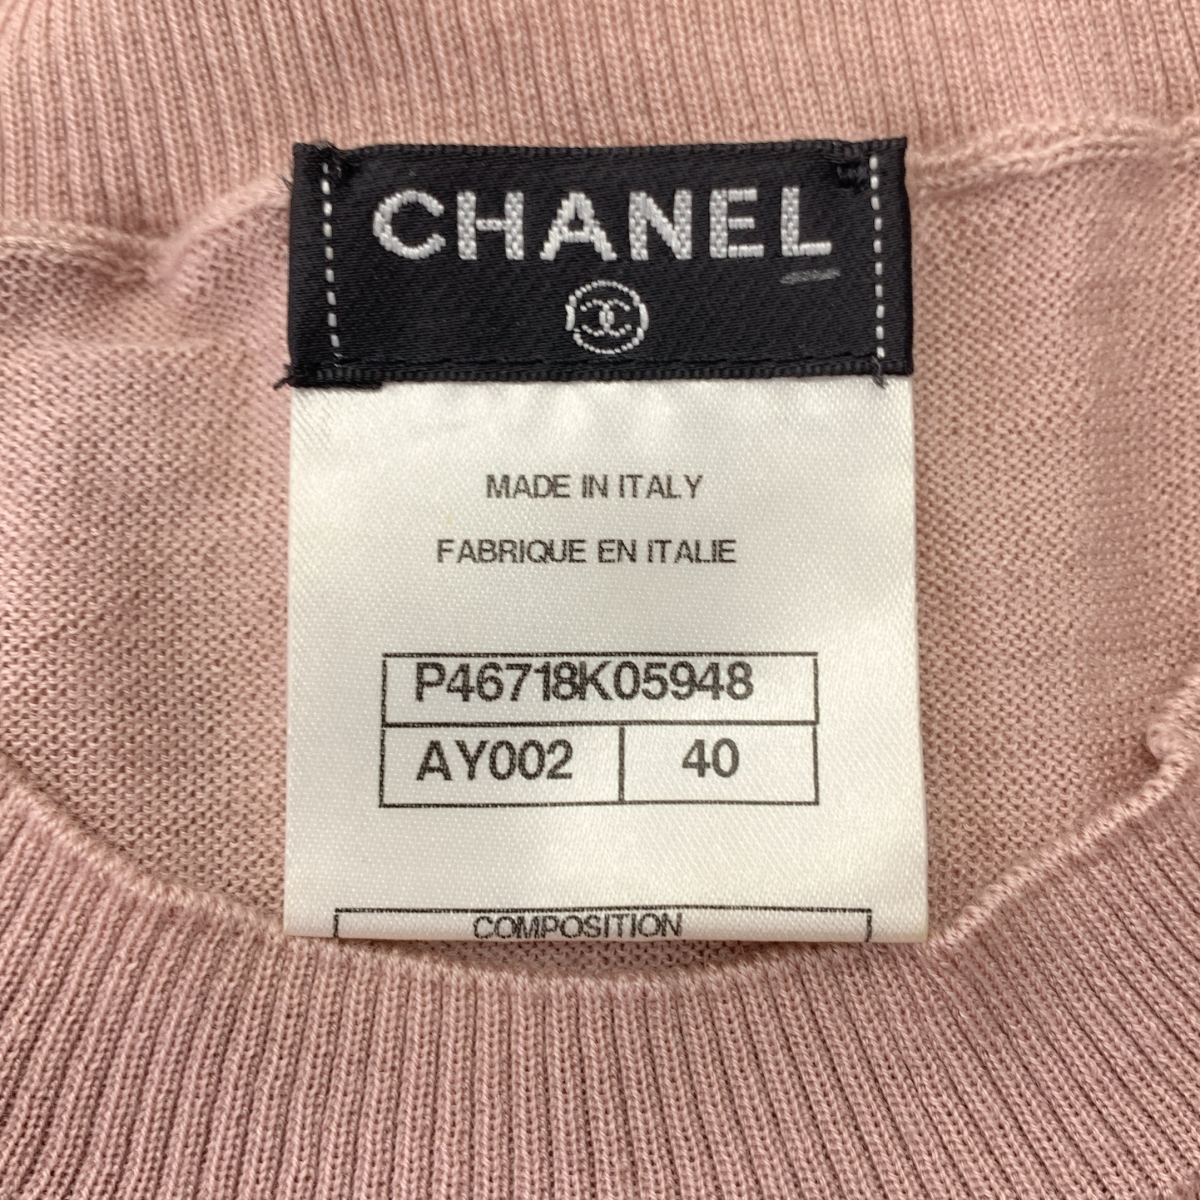 CHANEL
MADE IN ITALY
FABRIQUE EN ITALIE
P46718K05948
AY002 40
COMPOSITION